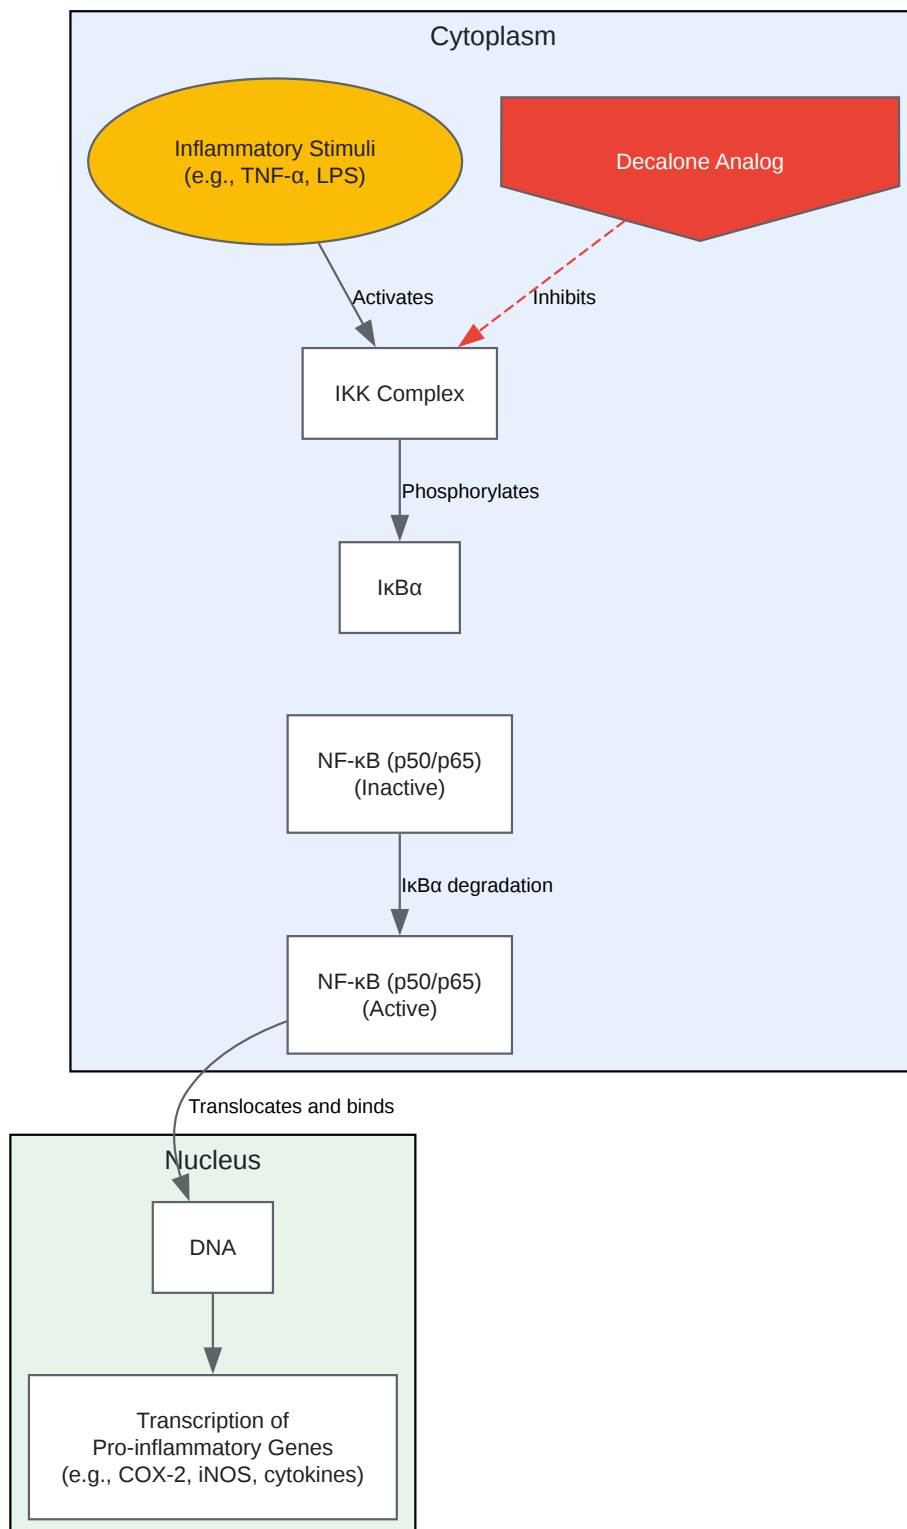 Cytoplasm
Inflammatory Stimuli
(e.g., TNF-α, LPS)
Decalone Analog
Activates
Inhibits
IKK Complex
Phosphorylates
IκBα
NF-κB (p50/p65)
(Inactive)
IκBα degradation
NF-κB (p50/p65)
(Active)
Translocates and binds
Nucleus
DNA
Transcription of
Pro-inflammatory Genes
(e.g., COX-2, iNOS, cytokines)